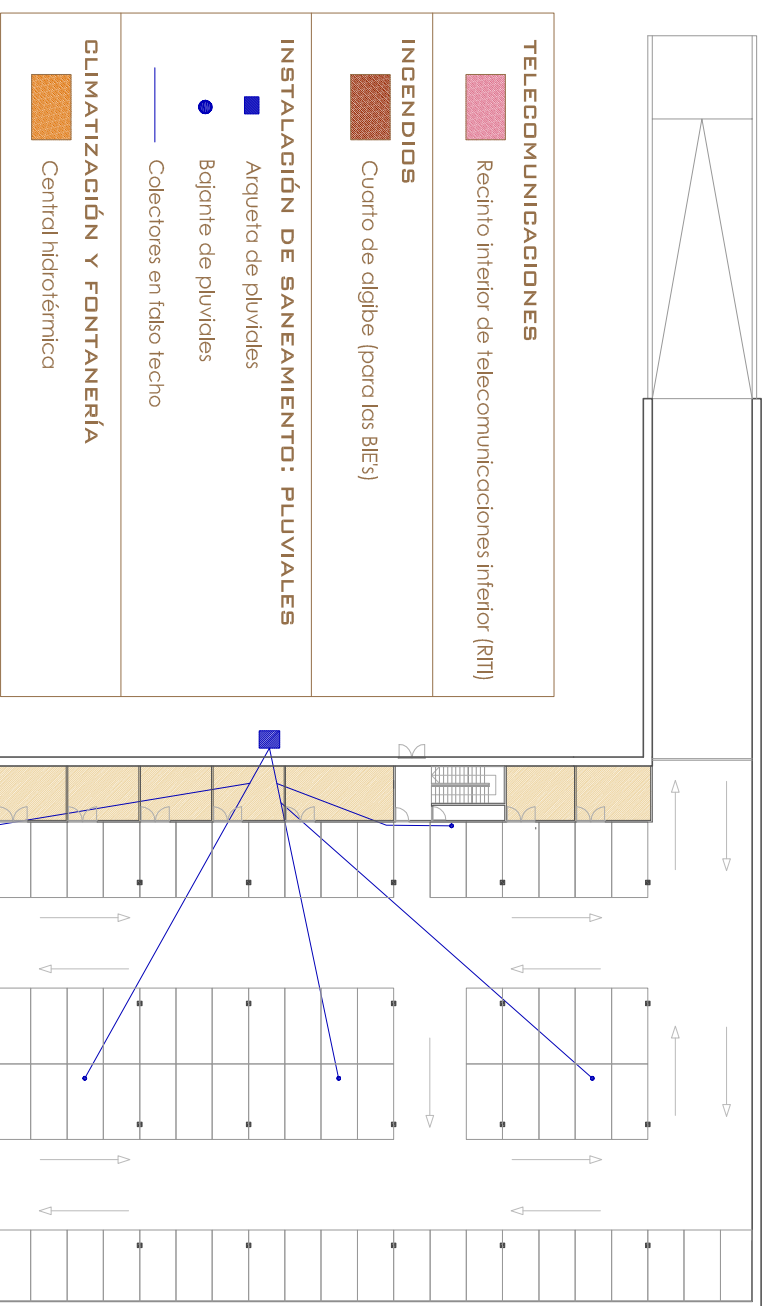 TELECOMUNICACIONES
Recinto interior de telecomunicaciones inferior (RITI)
INCENDIOS
Cuarto de algibe (para las BIE's)
INSTALACIÓN DE SANEAMIENTO: PLUVIALES
Arqueta de pluviales
Bajante de pluviales
Colectores en falso techo
CLIMATIZACIÓN Y FONTANERÍA
Central hidrotérmica